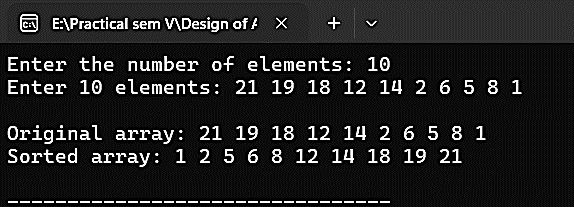 E:\Practical sem V\Design of A
Enter the number of elements: 10
Enter 10 elements: 21 19 18 12 14 2 6 5 8 1
Original array: 21 19 18 12 14 2 6 5 8 1
Sorted array: 1 2 5 6 8 12 14 18 19 21
--------------------------------